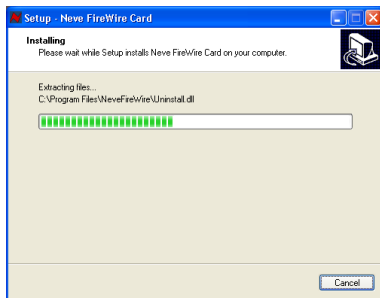 Setup - Neve FireWire Card
Installing
Please wait while Setup installs Neve FireWire Card on your computer.
Extracting files...
C:\Program Files\NeveFireWire\Uninstall.dll
Cancel